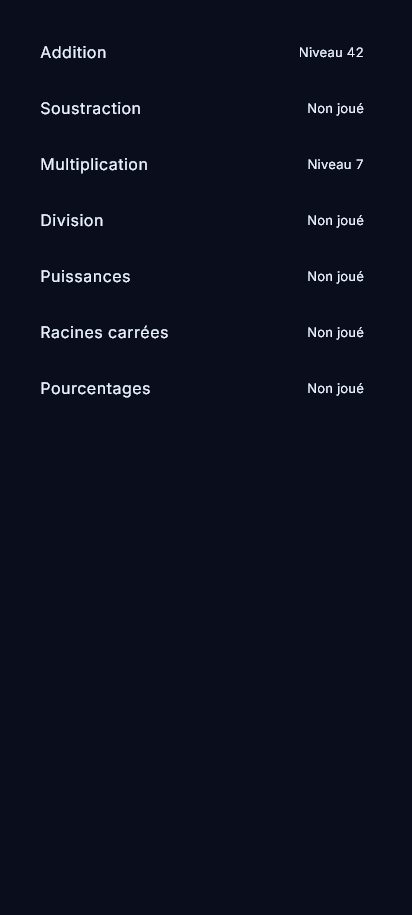 Addition Niveau 42
Soustraction Non joué
Multiplication Niveau 7
Division Non joué
Puissances Non joué
Racines carrées Non joué
Pourcentages Non joué